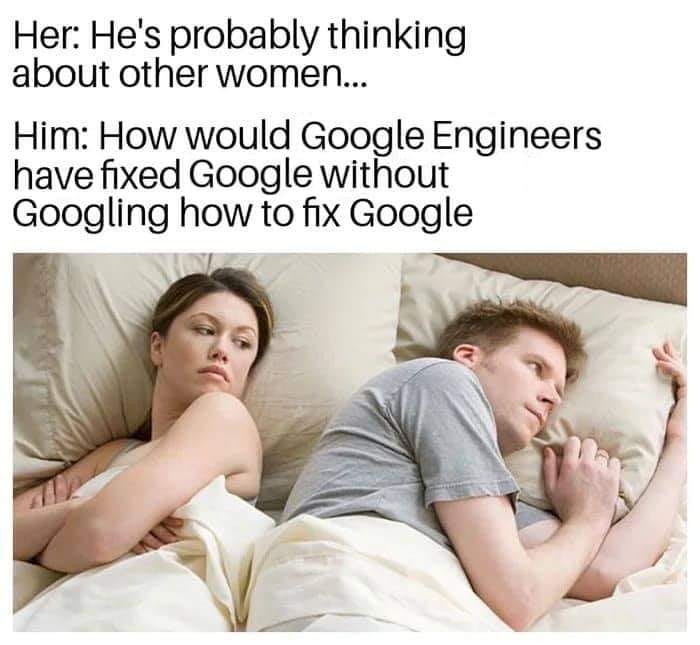 Her: He's probably thinking
about other women...
Him: How would Google Engineers
have fixed Google without
Googling how to fix Google